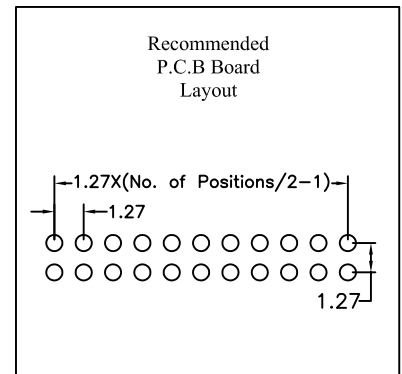 Recommended
P.C.B Board
Layout
1.27X(No. of Positions/2-1)
1.27
1.27